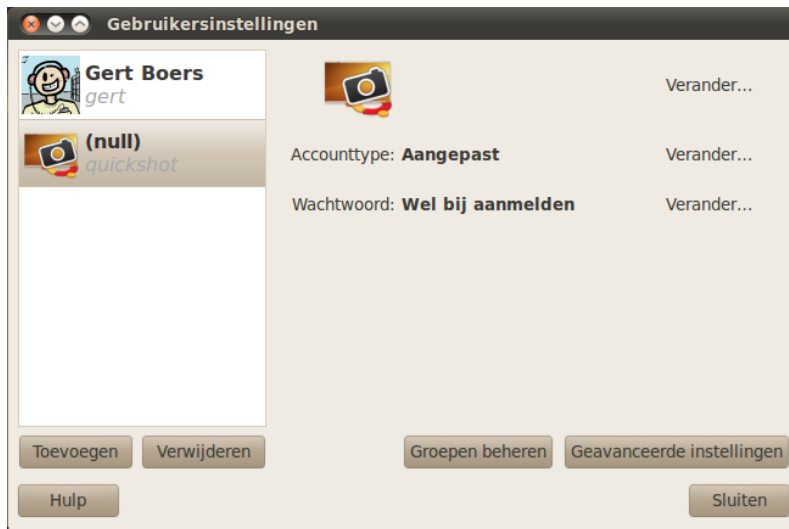 Gebruikersinstellingen
Gert Boers
gert
(null)
quickshot
Verander...
Accounttype: Aangepast
Verander...
Wachtwoord: Wel bij aanmelden
Verander...
Toevoegen
Verwijderen
Groepen beheren
Geavanceerde instellingen
Hulp
Sluiten